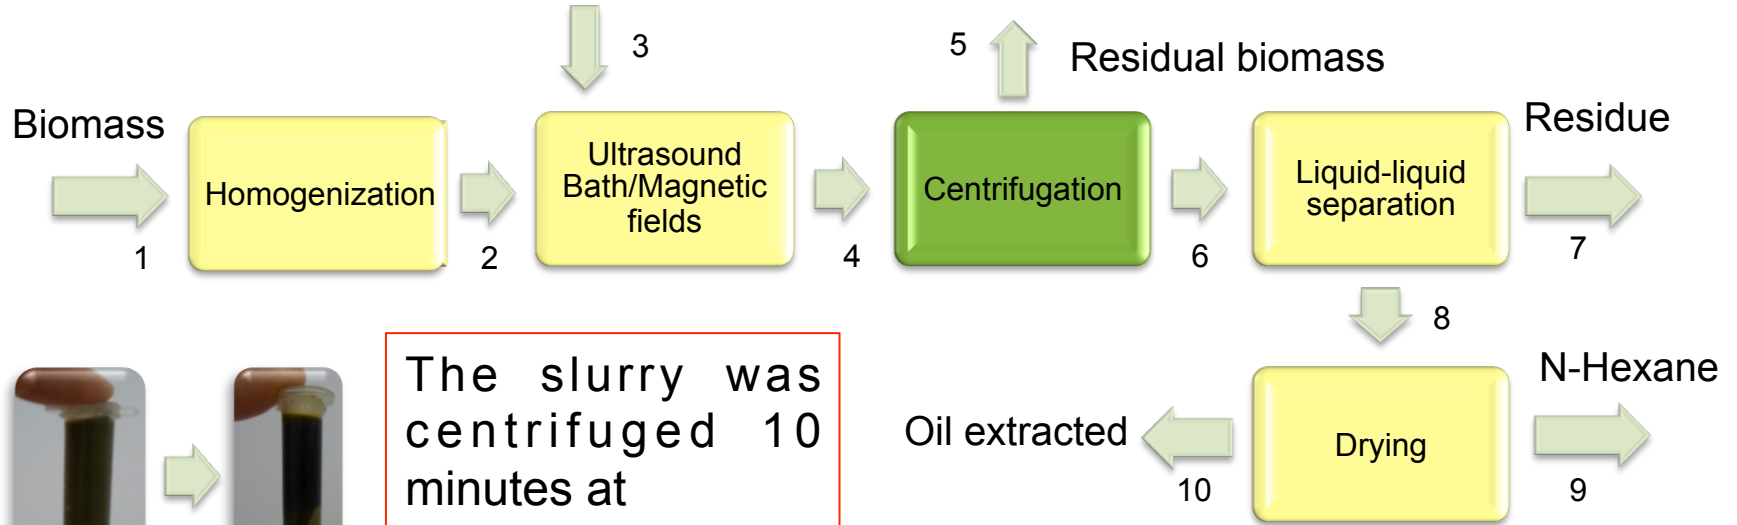 3
5
Residual biomass
Biomass
Residue
Homogenization
Ultrasound
Bath/Magnetic
fields
Centrifugation
Liquid-liquid
separation
1
2
4
6
7
8
The slurry was
centrifuged 10
minutes at
N-Hexane
Oil extracted
Drying
10
9